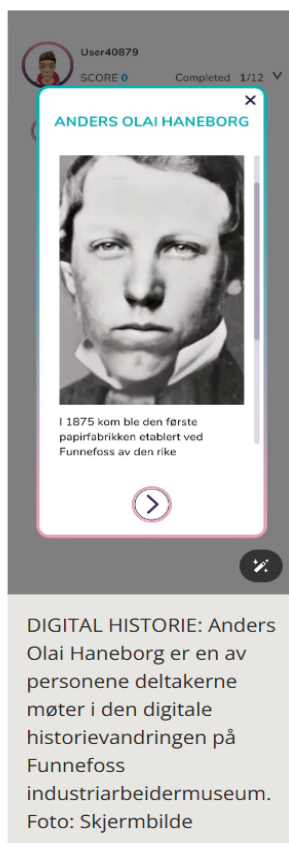 User40879
SCORE 0 Completed 1/12
ANDERS OLAI HANEBORG
I 1875 kom ble den første
papirfabrikken etablert ved
Funnefoss av den rike
DIGITAL HISTORIE: Anders
Olai Haneborg er en av
personene deltakerne
møter i den digitale
historievandringen på
Funnefoss
industriarbeidermuseum.
Foto: Skjermbilde